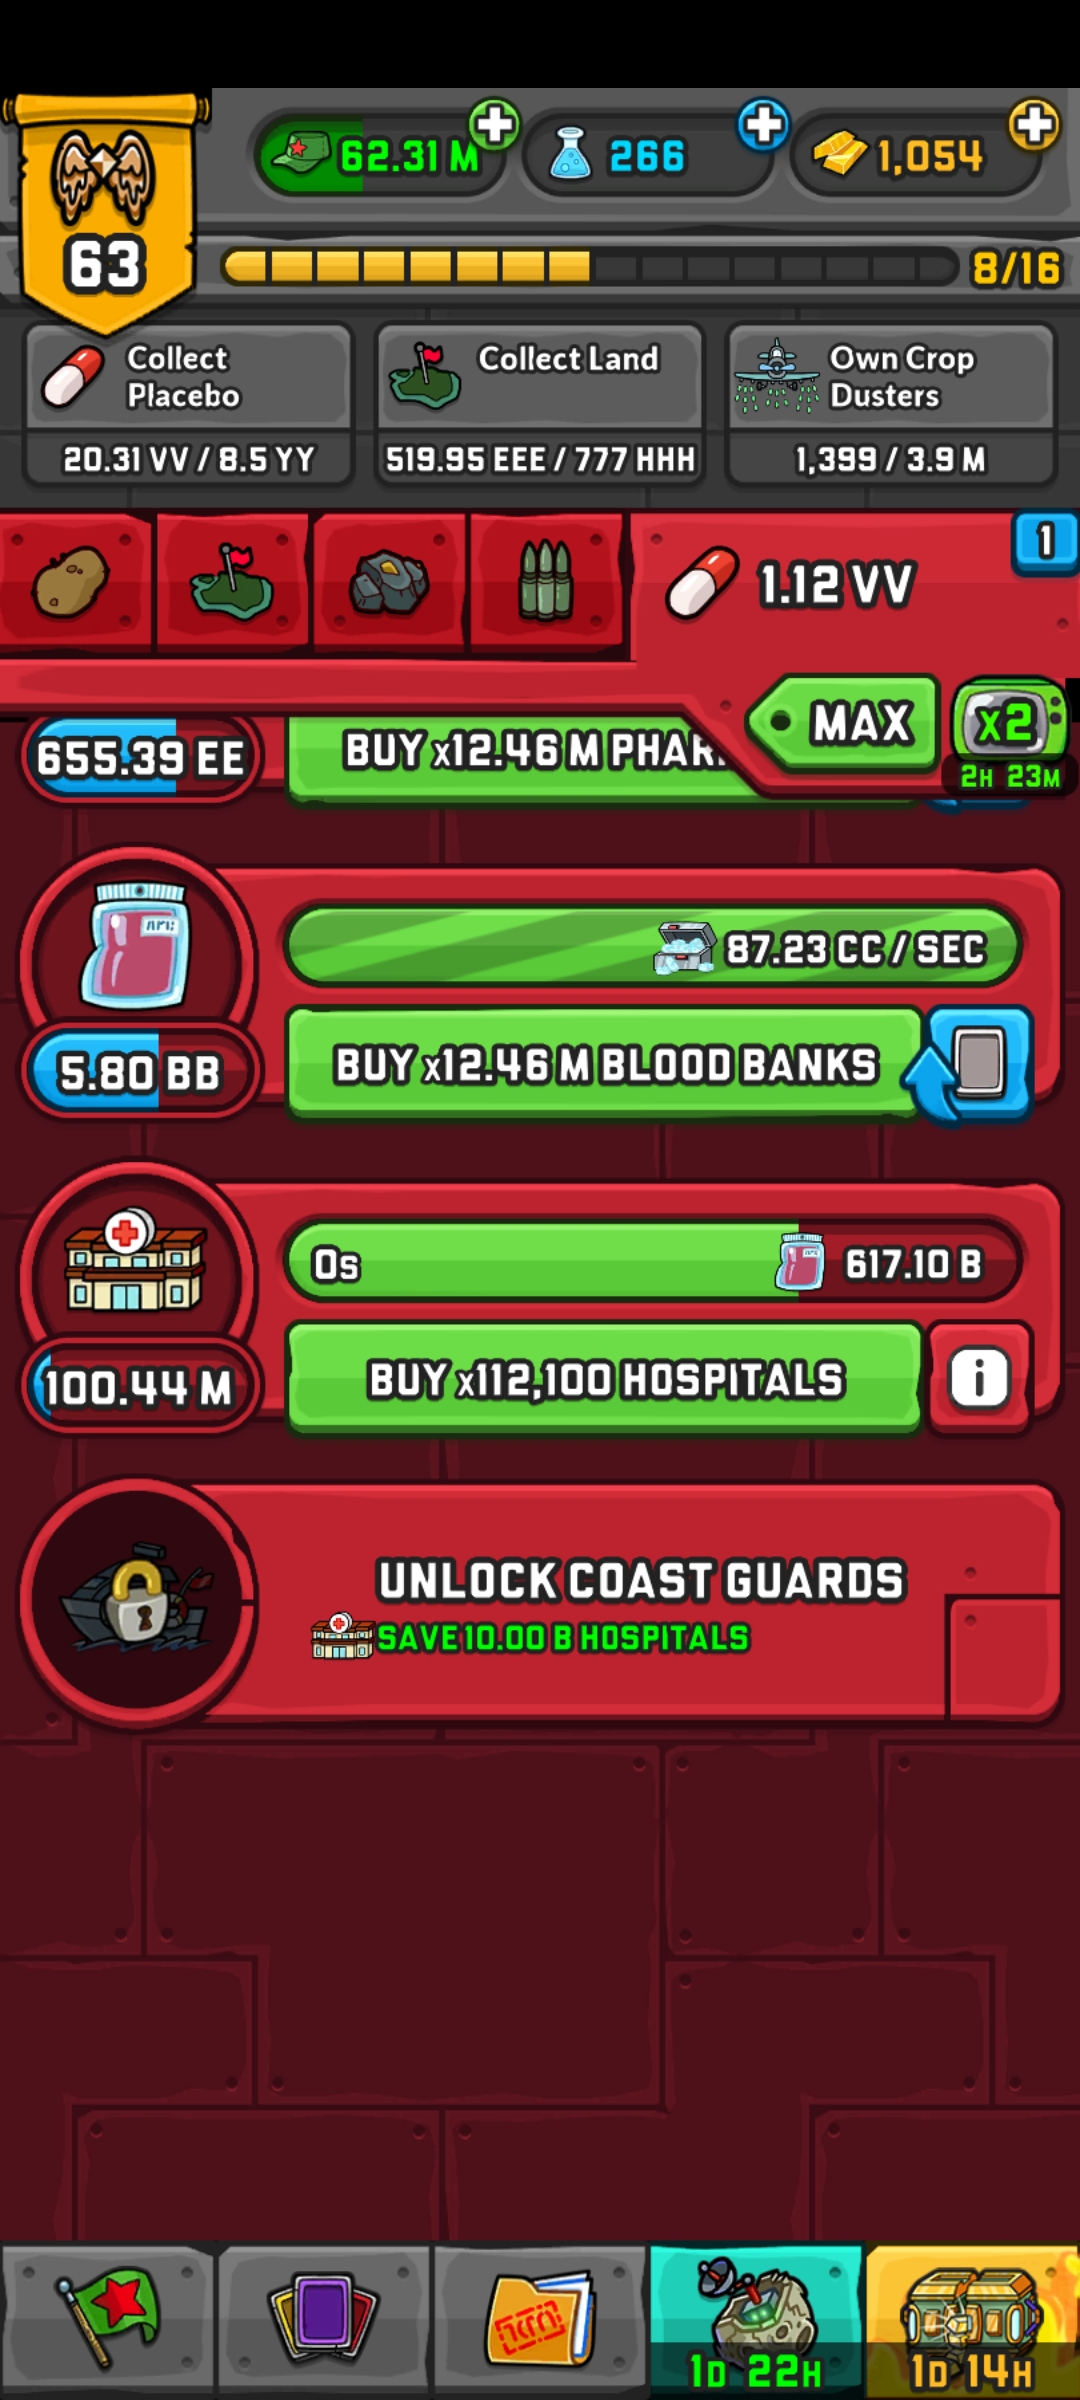 62.31 M
266
1,054
63
8/16
Collect
Placebo
20.31 VV / 8.5 YY
Collect Land
519.95 EEE / 777 HHH
Own Crop
Dusters
1,399 / 3.9 M
1.12 VV
1
MAX
x2
2H 23M
655.39 EE
BUY x12.46 M PHAR
87.23 CC / SEC
5.80 BB
BUY x12.46 M BLOOD BANKS
0s
617.10 B
100.44 M
BUY x112,100 HOSPITALS
i
UNLOCK COAST GUARDS
SAVE 10.00 B HOSPITALS
1D 22H
1D 14H